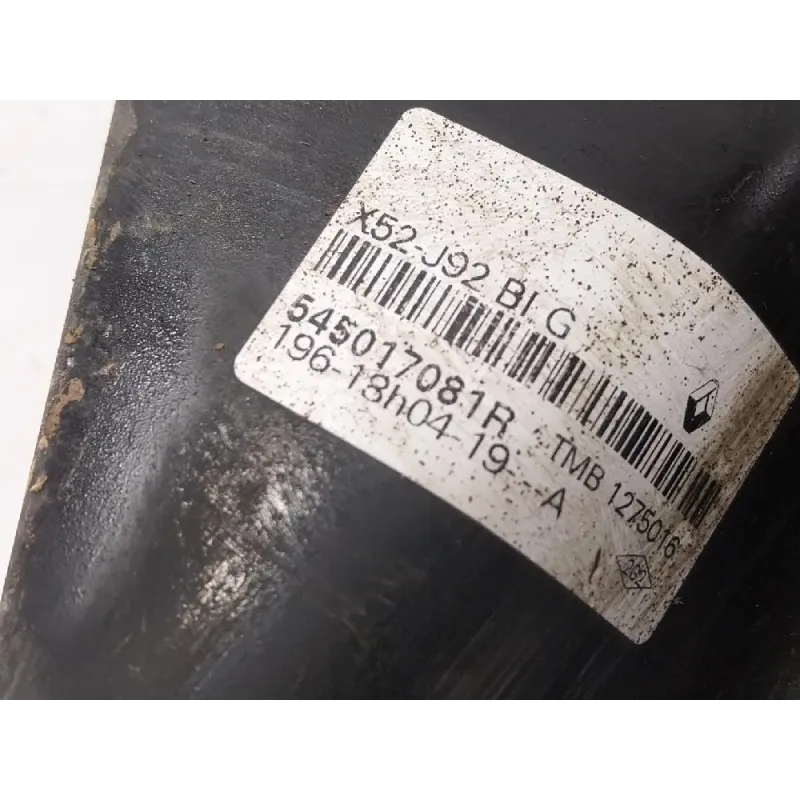 X52-J92 BI G
545017081R
TMB 1275016
196-18h04-19--A